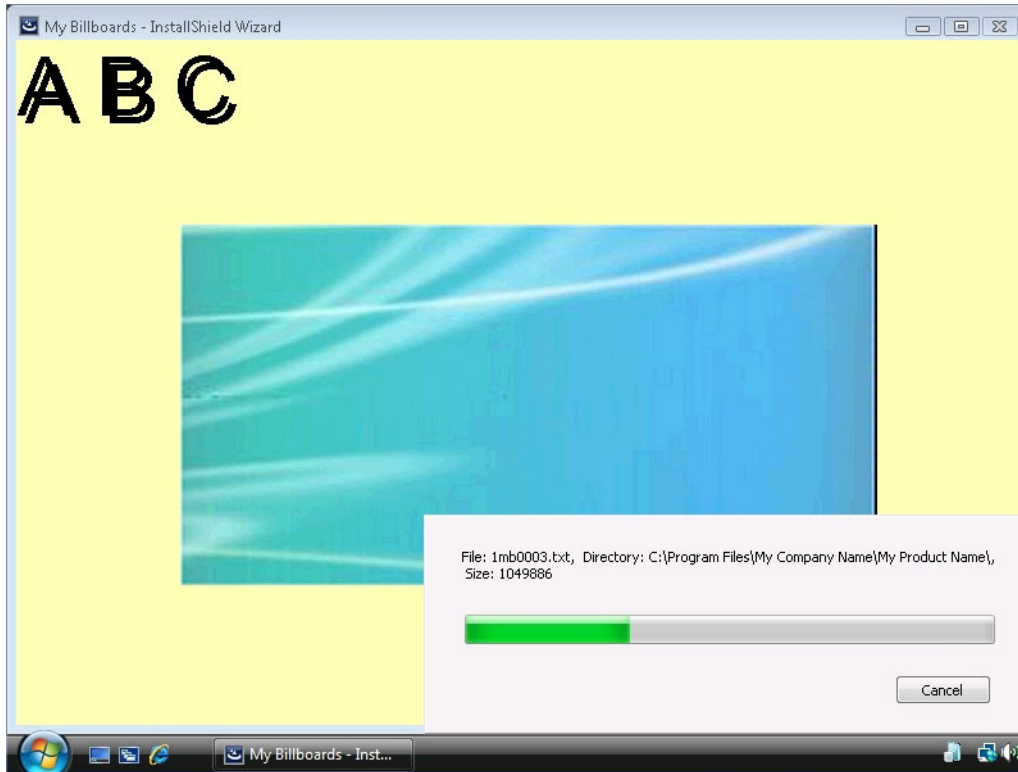 My Billboards - InstallShield Wizard
A B C
File: 1mb0003.txt, Directory: C:\Program Files\My Company Name\My Product Name\,
Size: 1049886
Cancel
My Billboards - Inst...